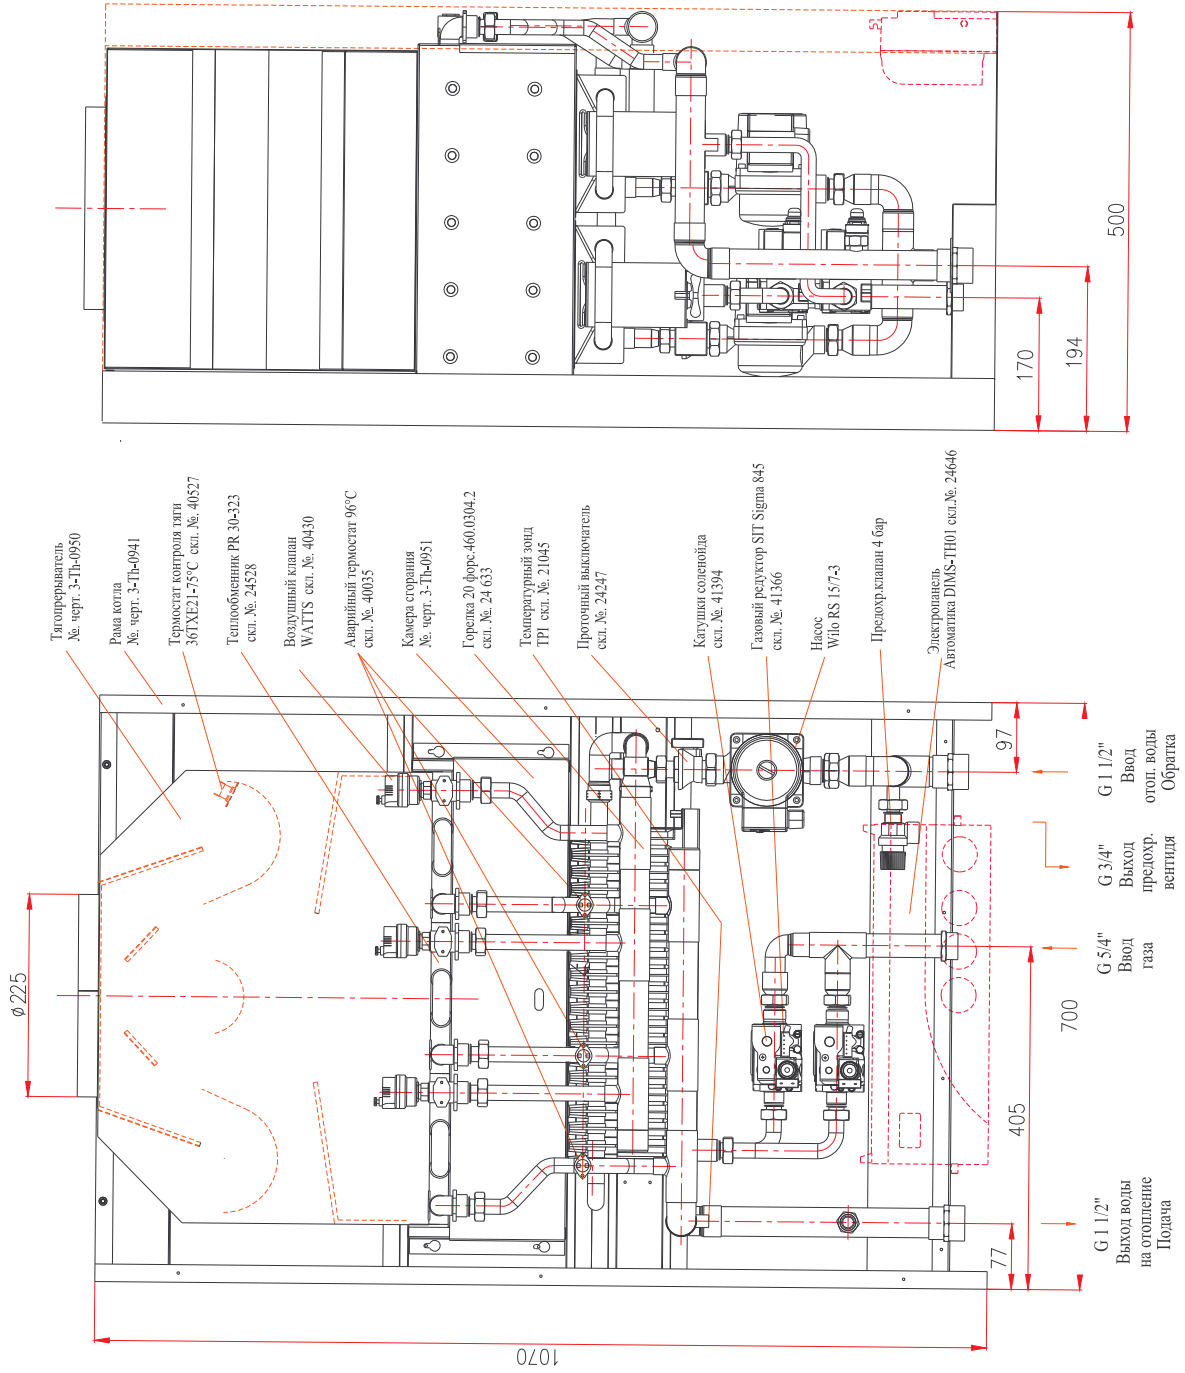 500
194
170
Тягопрерыватель
№. черт. 3-Th-0950
Рама котла
№. черт. 3-Th-0941
Термостат контроля тяги
36TXE21-75°C скл. №. 40527
Теплообменник PR 30-323
скл. №. 24528
Воздушный клапан
WATTS скл. №. 40430
Аварийный термостат 96°C
скл. №. 40035
Камера сгорания
№. черт. 3-Th-0951
Горелка 20 форс.460.0304.2
скл. №. 24 633
Температурный зонд
TPI скл. №. 21045
Проточный выключатель
скл. №. 24247
Катушки соленойда
скл. №. 41394
Газовый редуктор SIT Sigma 845
скл. №. 41366
Насос
Wilo RS 15/7-3
Предохр.клапан 4 бар
Электропанель
Автоматика DIMS-TH01 скл.№. 24646
ø225
97
G 1 1/2"
Ввод
отоп. воды
Обратка
G 3/4"
Выход
предохр.
вентидя
G 5/4"
Ввод
газа
700
405
77
G 1 1/2"
Выход воды
на отопление
Подача
1070